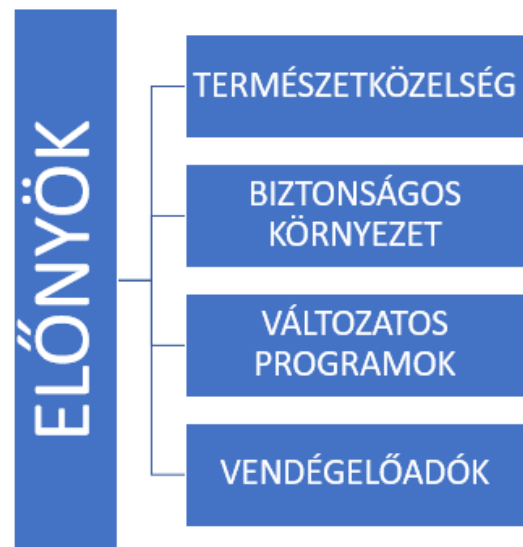 ELŐNYÖK
TERMÉSZETKÖZELSÉG
BIZTONSÁGOS
KÖRNYEZET
VÁLTOZATOS
PROGRAMOK
VENDÉGELŐADÓK